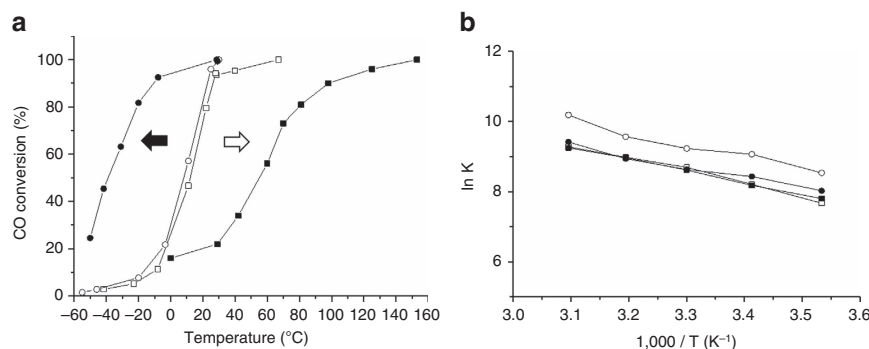 a
100
80
60
40
20
0
CO conversion (%)
–60 –40 –20 0 20 40 60 80 100 120 140 160
Temperature (°C)
b
12
10
8
6
ln K
3.0 3.1 3.2 3.3 3.4 3.5 3.6
1,000 / T (K⁻¹)